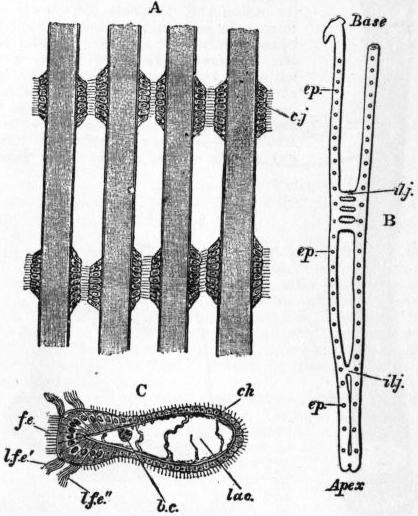 A
Base
ep.
c.j
ilj.
B
ep.
ilj.
C
ch
ep.
f.e.
l.f.e'.
l.f.e''.
b.c.
lac.
Apex